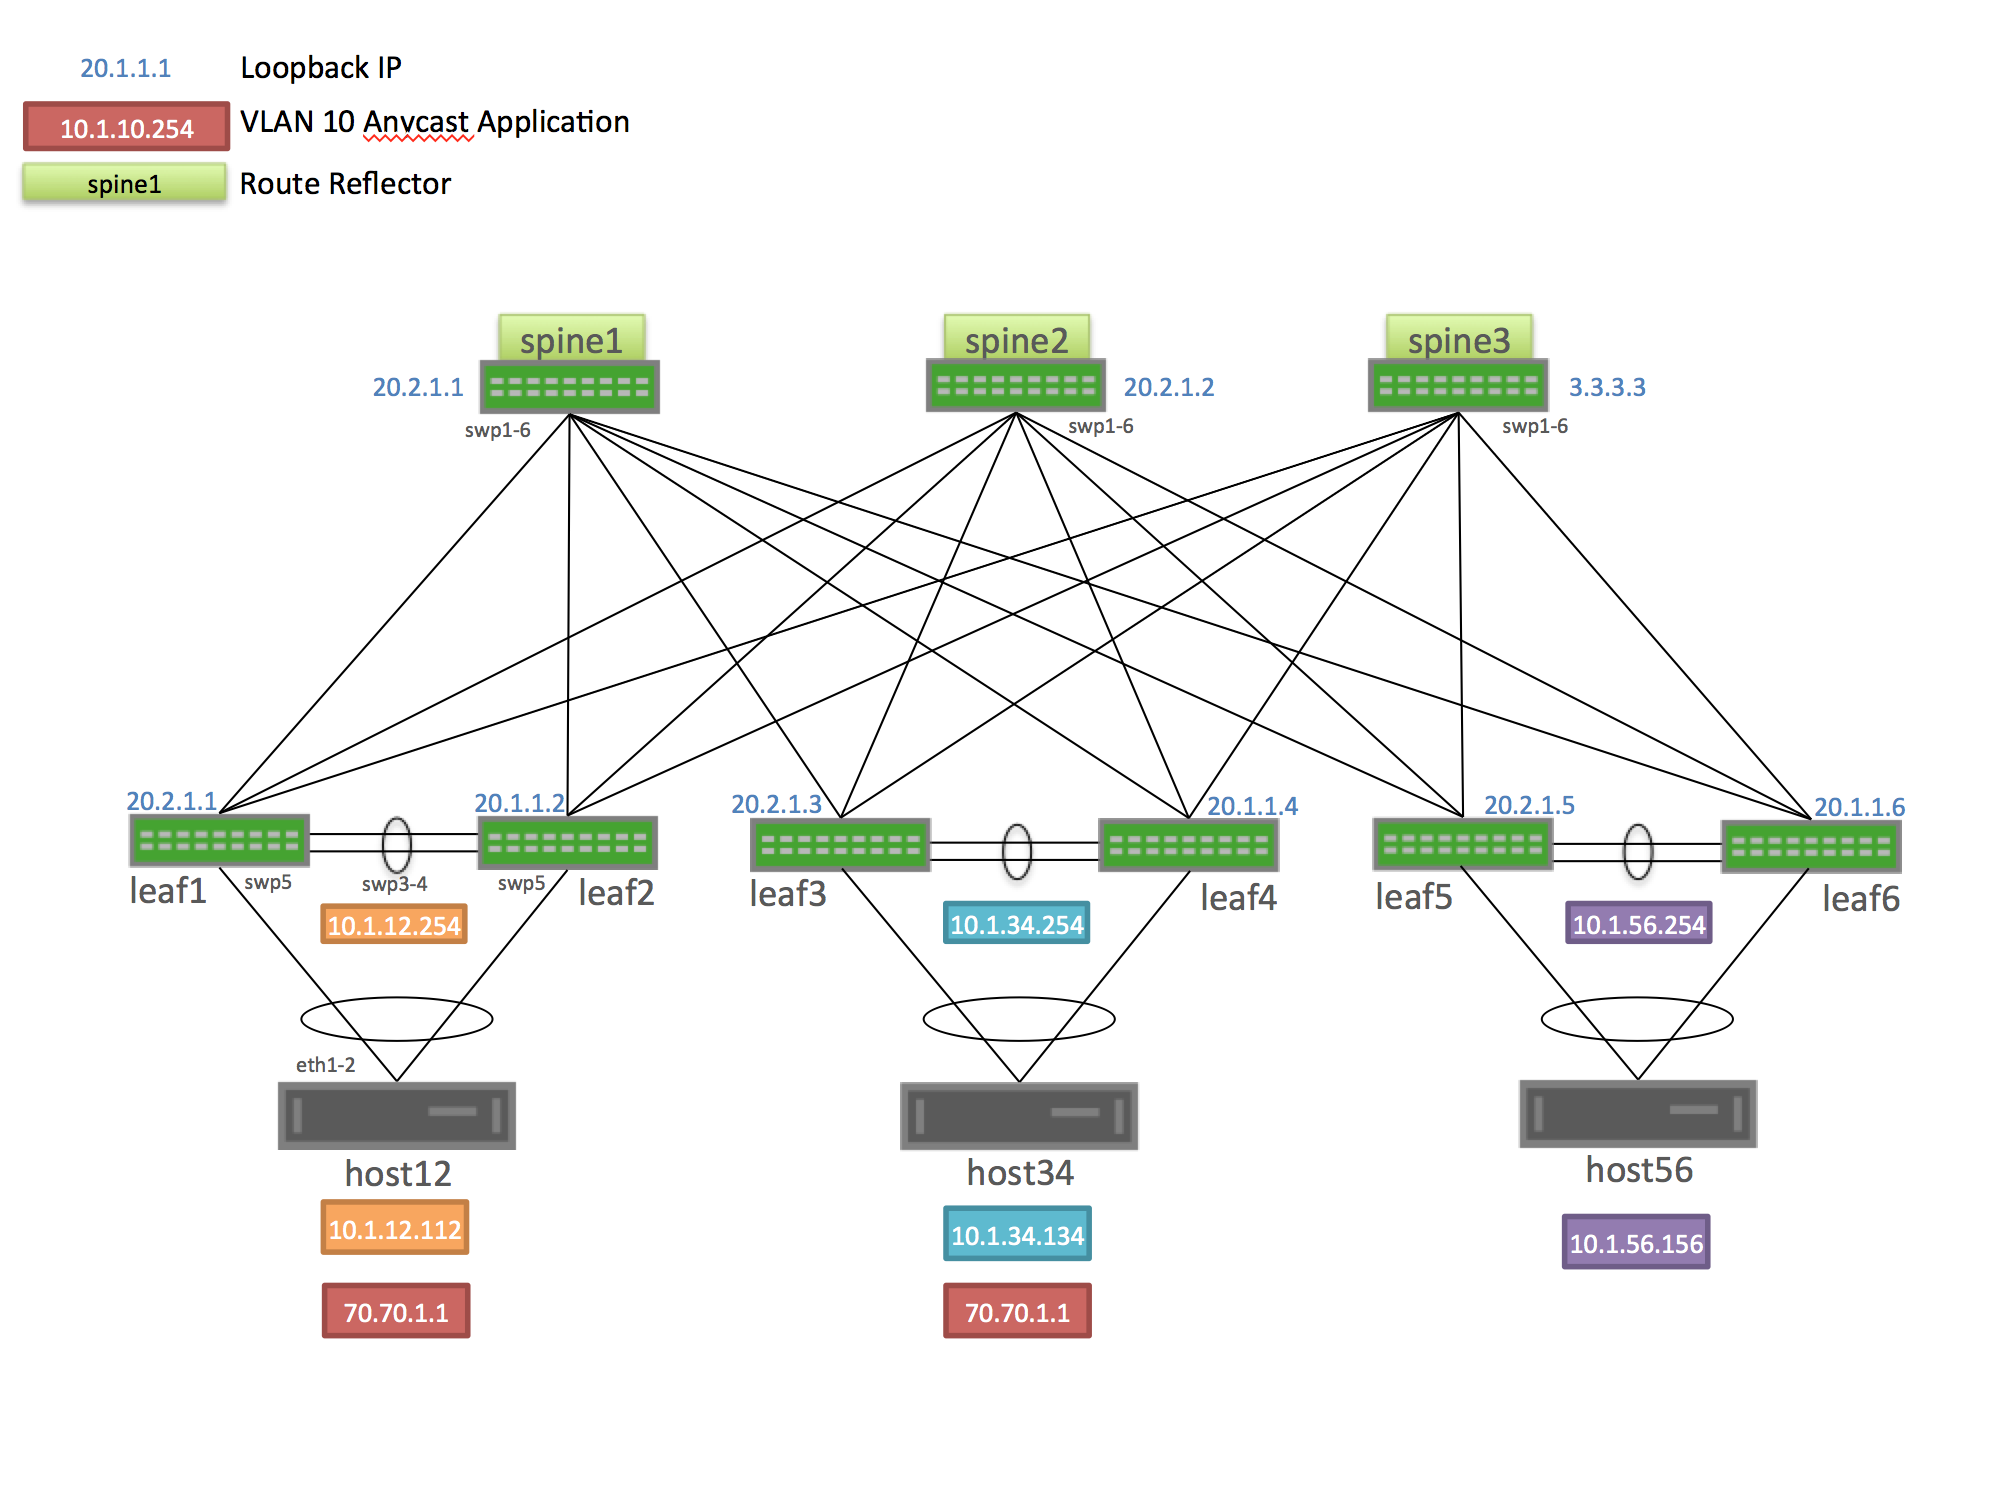 20.1.1.1 Loopback IP
10.1.10.254 VLAN 10 Anvcast Application
spine1 Route Reflector
spine1 spine2 spine3
20.2.1.1 20.2.1.2 3.3.3.3
swp1-6 swp1-6 swp1-6
20.2.1.1 20.1.1.2 20.2.1.3 20.1.1.4 20.2.1.5 20.1.1.6
leaf1 swp5 swp3-4 swp5 leaf2 leaf3 leaf4 leaf5 leaf6
10.1.12.254 10.1.34.254 10.1.56.254
eth1-2
host12 host34 host56
10.1.12.112 10.1.34.134 10.1.56.156
70.70.1.1 70.70.1.1